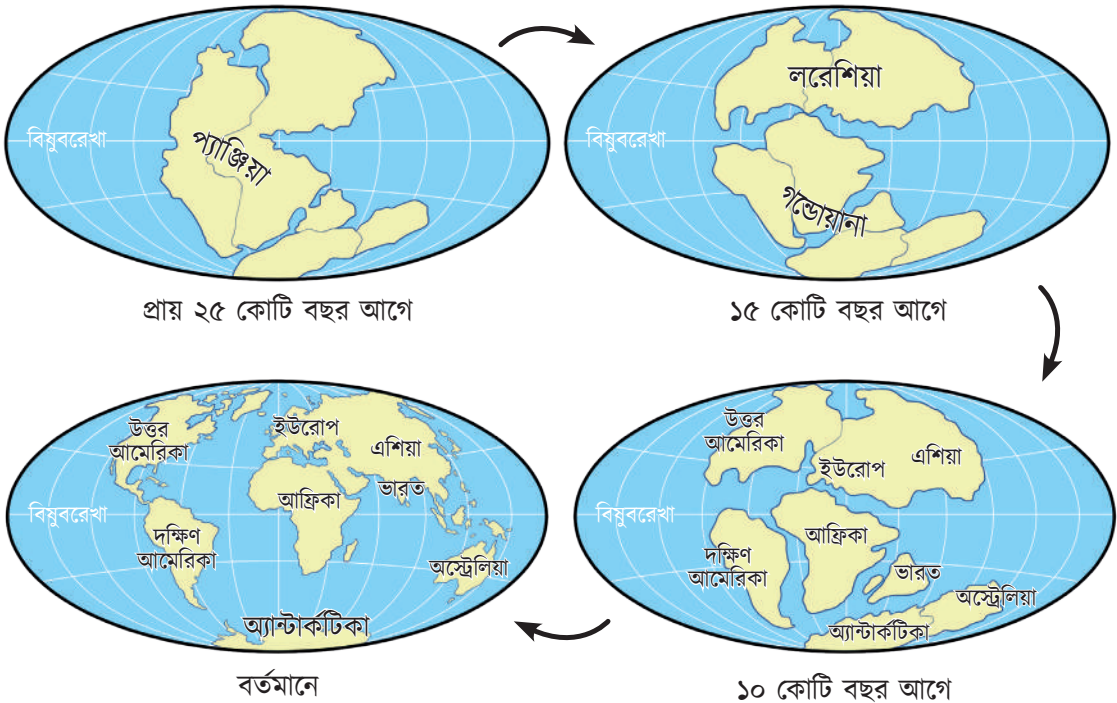 বিষুবরেখা
প্যাঞ্জিয়া
প্রায় ২৫ কোটি বছর আগে
লরেশিয়া
বিষুবরেখা
গন্ডোয়ানা
১৫ কোটি বছর আগে
উত্তর
আমেরিকা
ইউরোপ
এশিয়া
ভারত
আফ্রিকা
বিষুবরেখা
দক্ষিণ
আমেরিকা
অস্ট্রেলিয়া
অ্যান্টার্কটিকা
বর্তমানে
উত্তর
আমেরিকা
ইউরোপ
এশিয়া
বিষুবরেখা
আফ্রিকা
দক্ষিণ
আমেরিকা
ভারত
অস্ট্রেলিয়া
অ্যান্টার্কটিকা
১০ কোটি বছর আগে